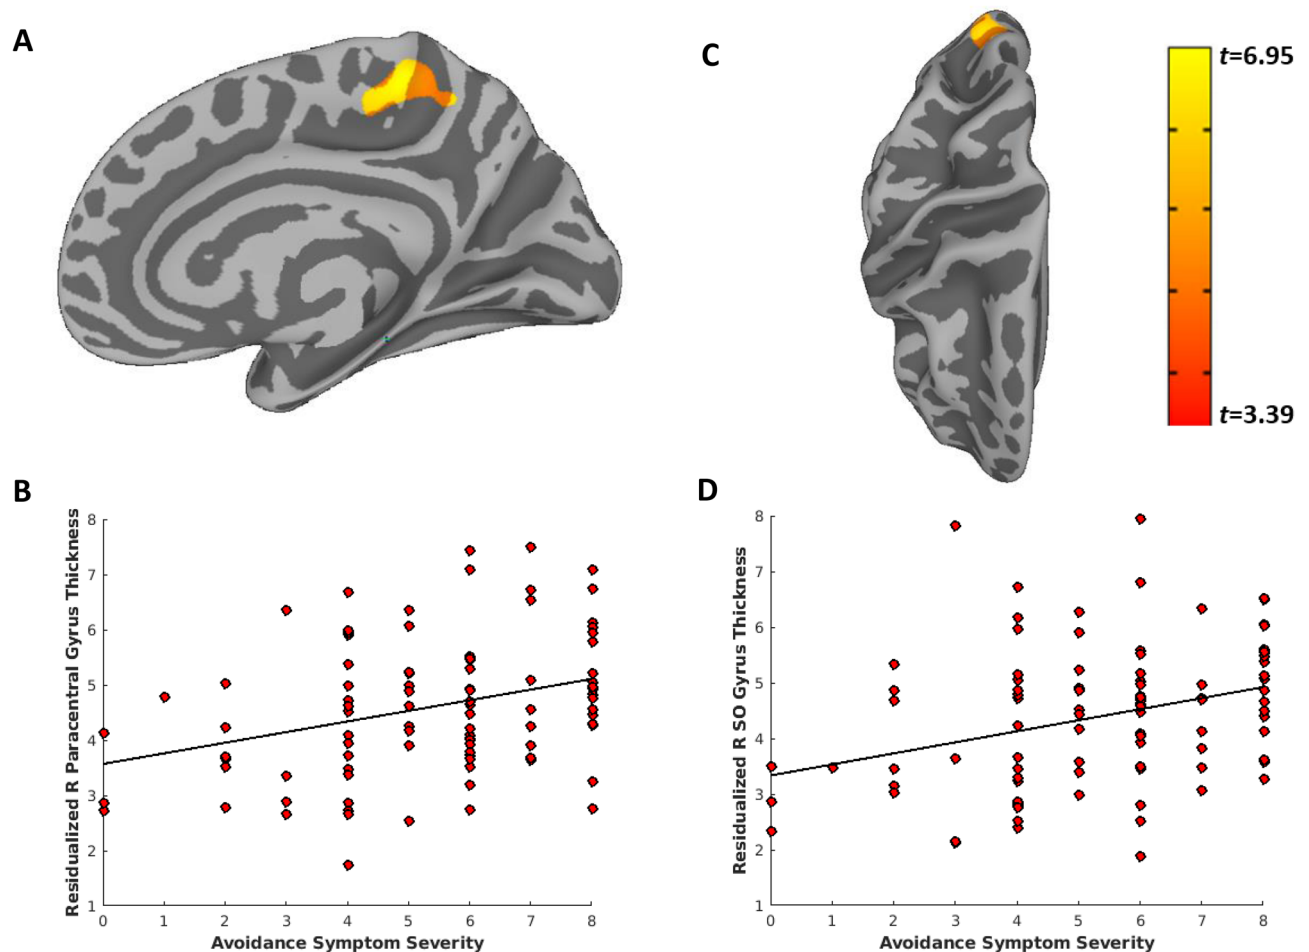 A
C
t=6.95
t=3.39
B
Residualized R Paracentral Gyrus Thickness
8
7
6
5
4
3
2
1
0 1 2 3 4 5 6 7 8
Avoidance Symptom Severity
D
Residualized R SO Gyrus Thickness
8
7
6
5
4
3
2
1
0 1 2 3 4 5 6 7 8
Avoidance Symptom Severity